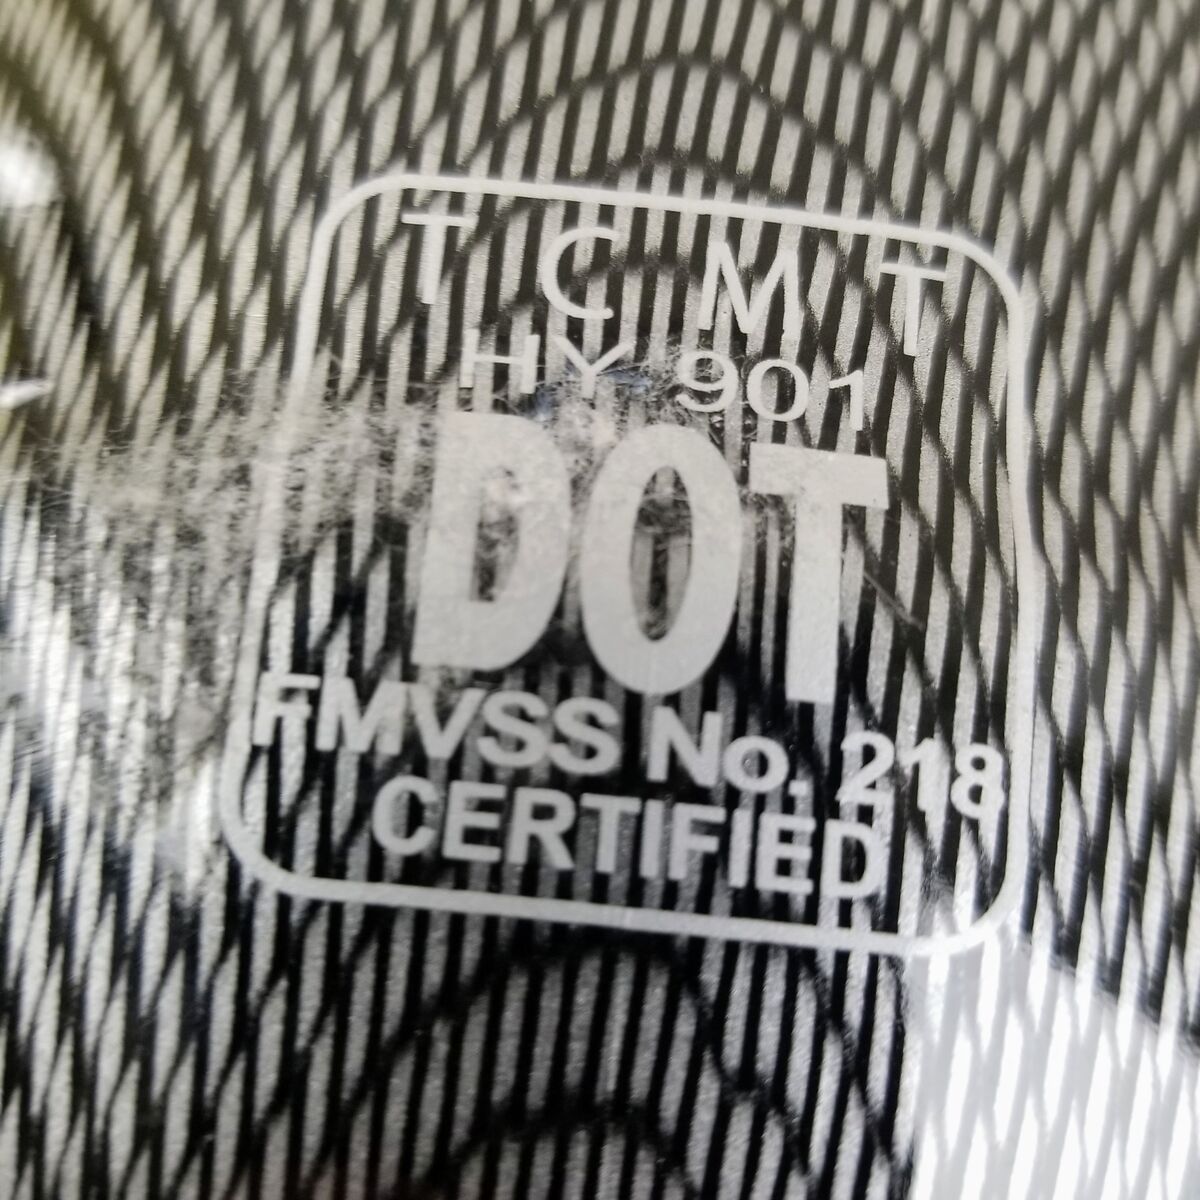 TCMT
HY 901
DOT
FMVSS No. 218
CERTIFIED